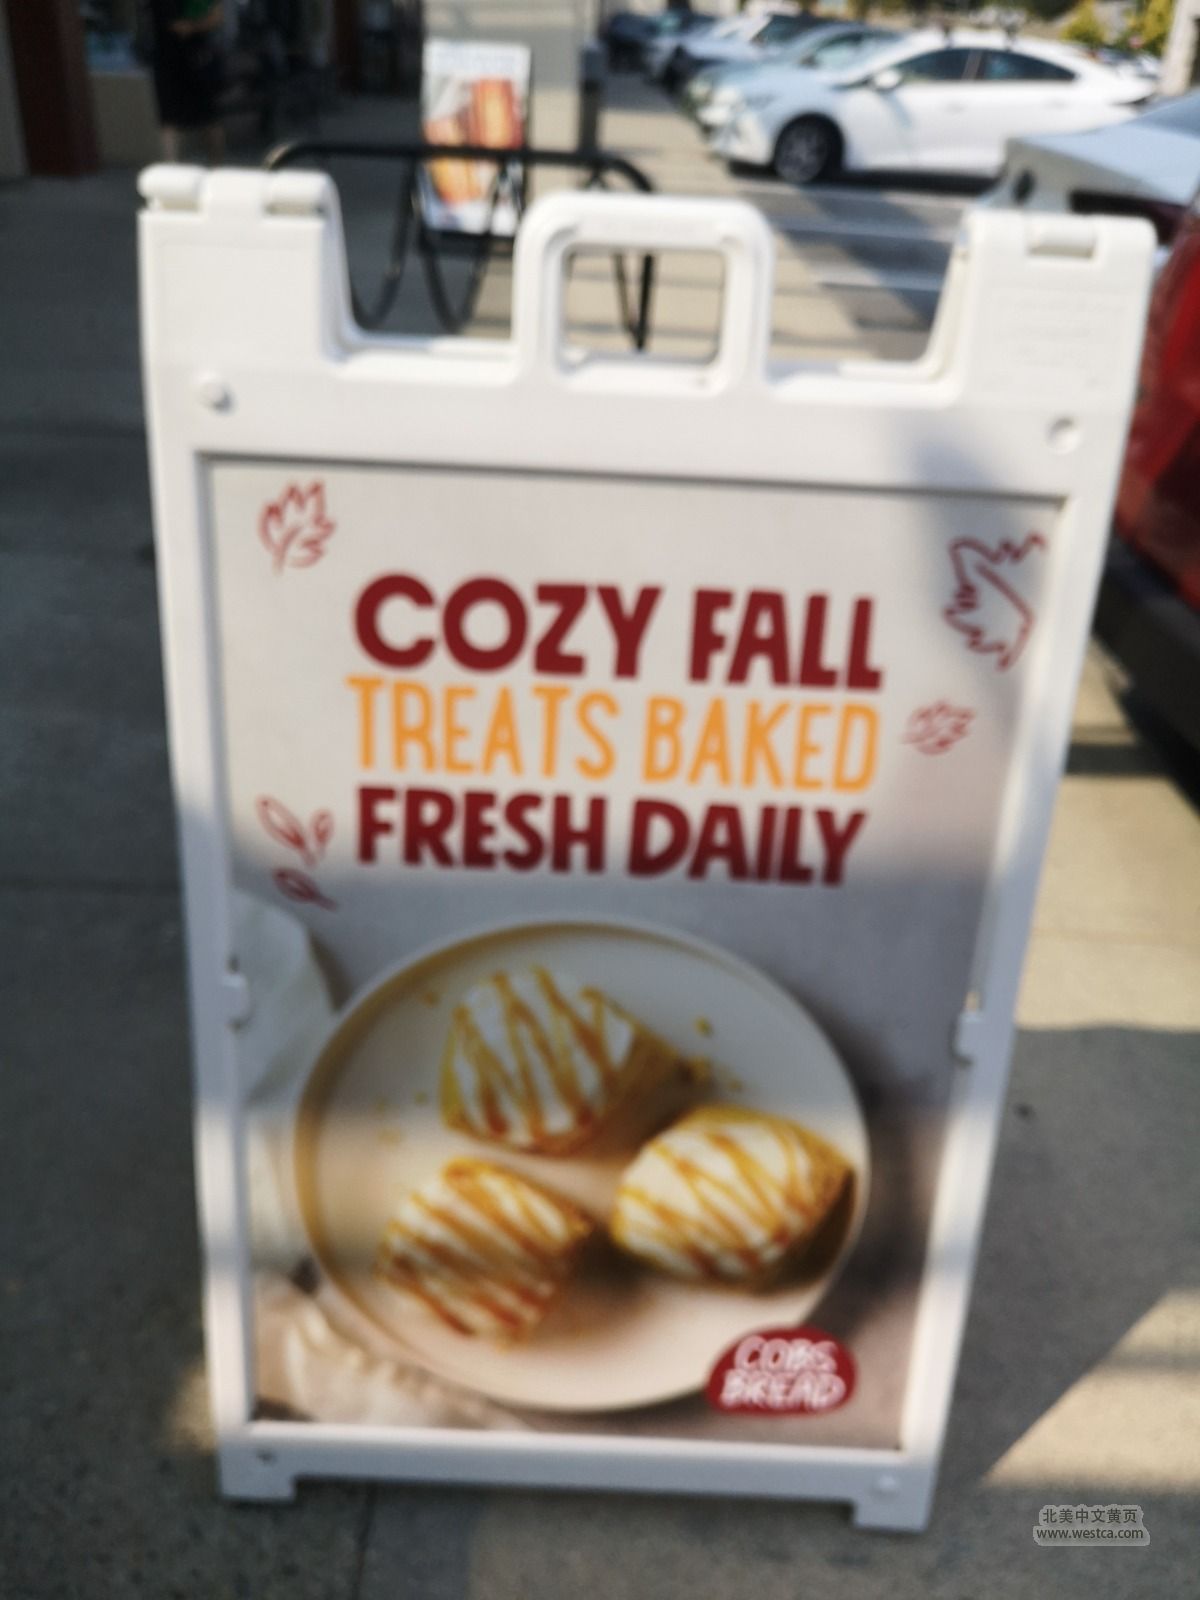 COZY FALL
TREATS BAKED
FRESH DAILY
COBS
BREAD
北美中文黄页
www.westca.com